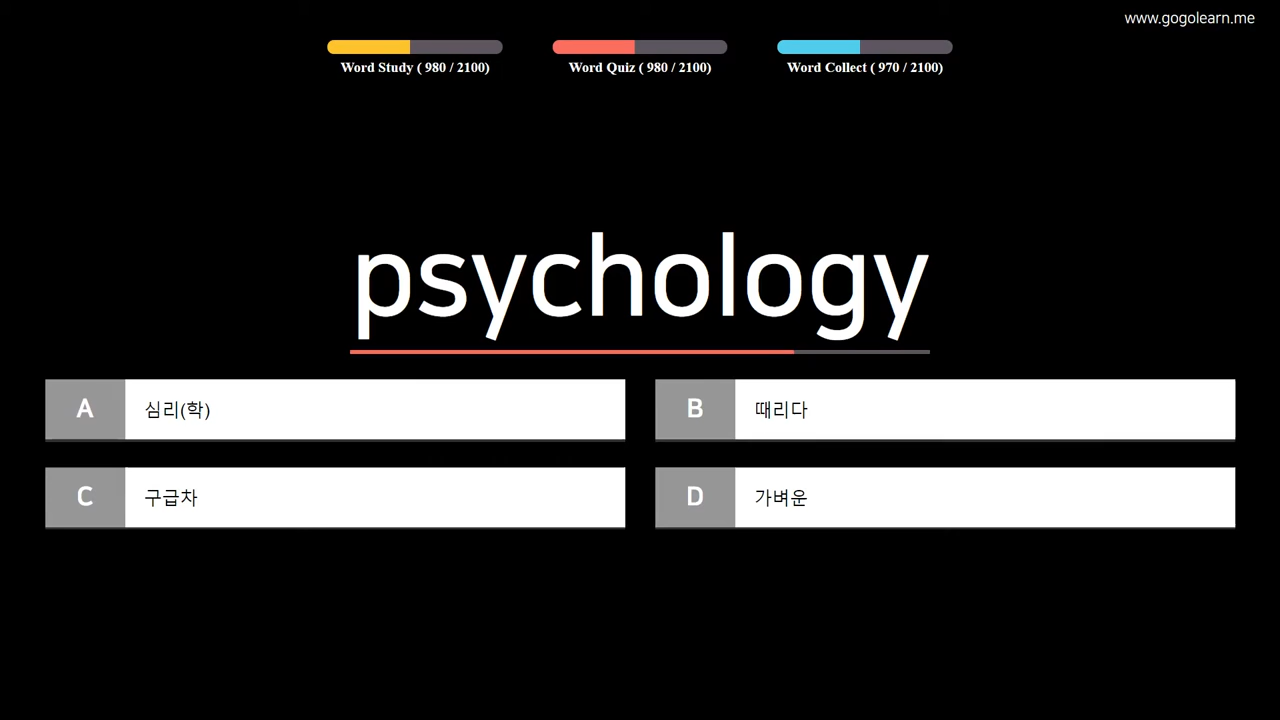 www.gogolearn.me
Word Study ( 980 / 2100)
Word Quiz ( 980 / 2100)
Word Collect ( 970 / 2100)
psychology
A 심리(학)
B 때리다
C 구급차
D 가벼운